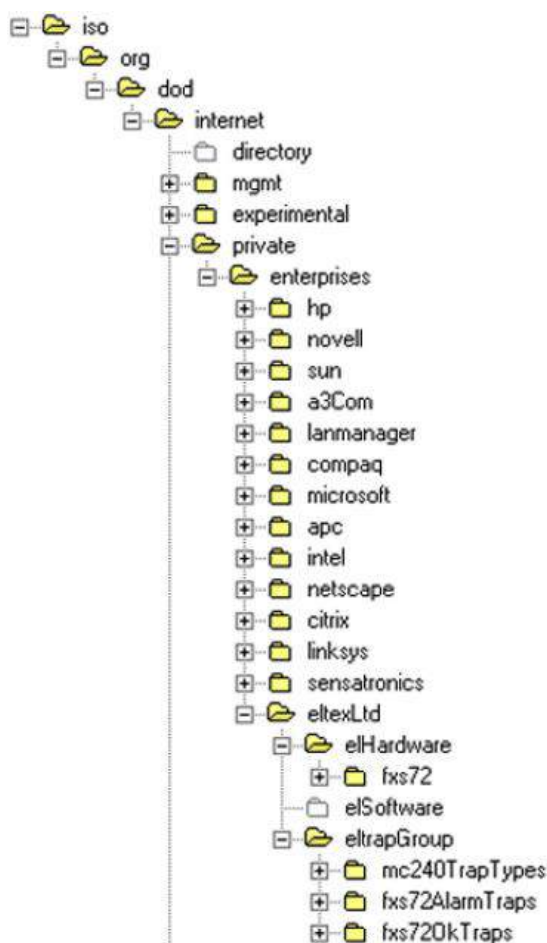 iso
org
dod
internet
directory
mgmt
experimental
private
enterprises
hp
novell
sun
a3Com
lanmanager
compaq
microsoft
apc
intel
netscape
citrix
linksys
sensatronics
eltexLtd
elHardware
fxs72
elSoftware
eltrapGroup
mc240TrapTypes
fxs72AlarmTraps
fxs72OkTraps